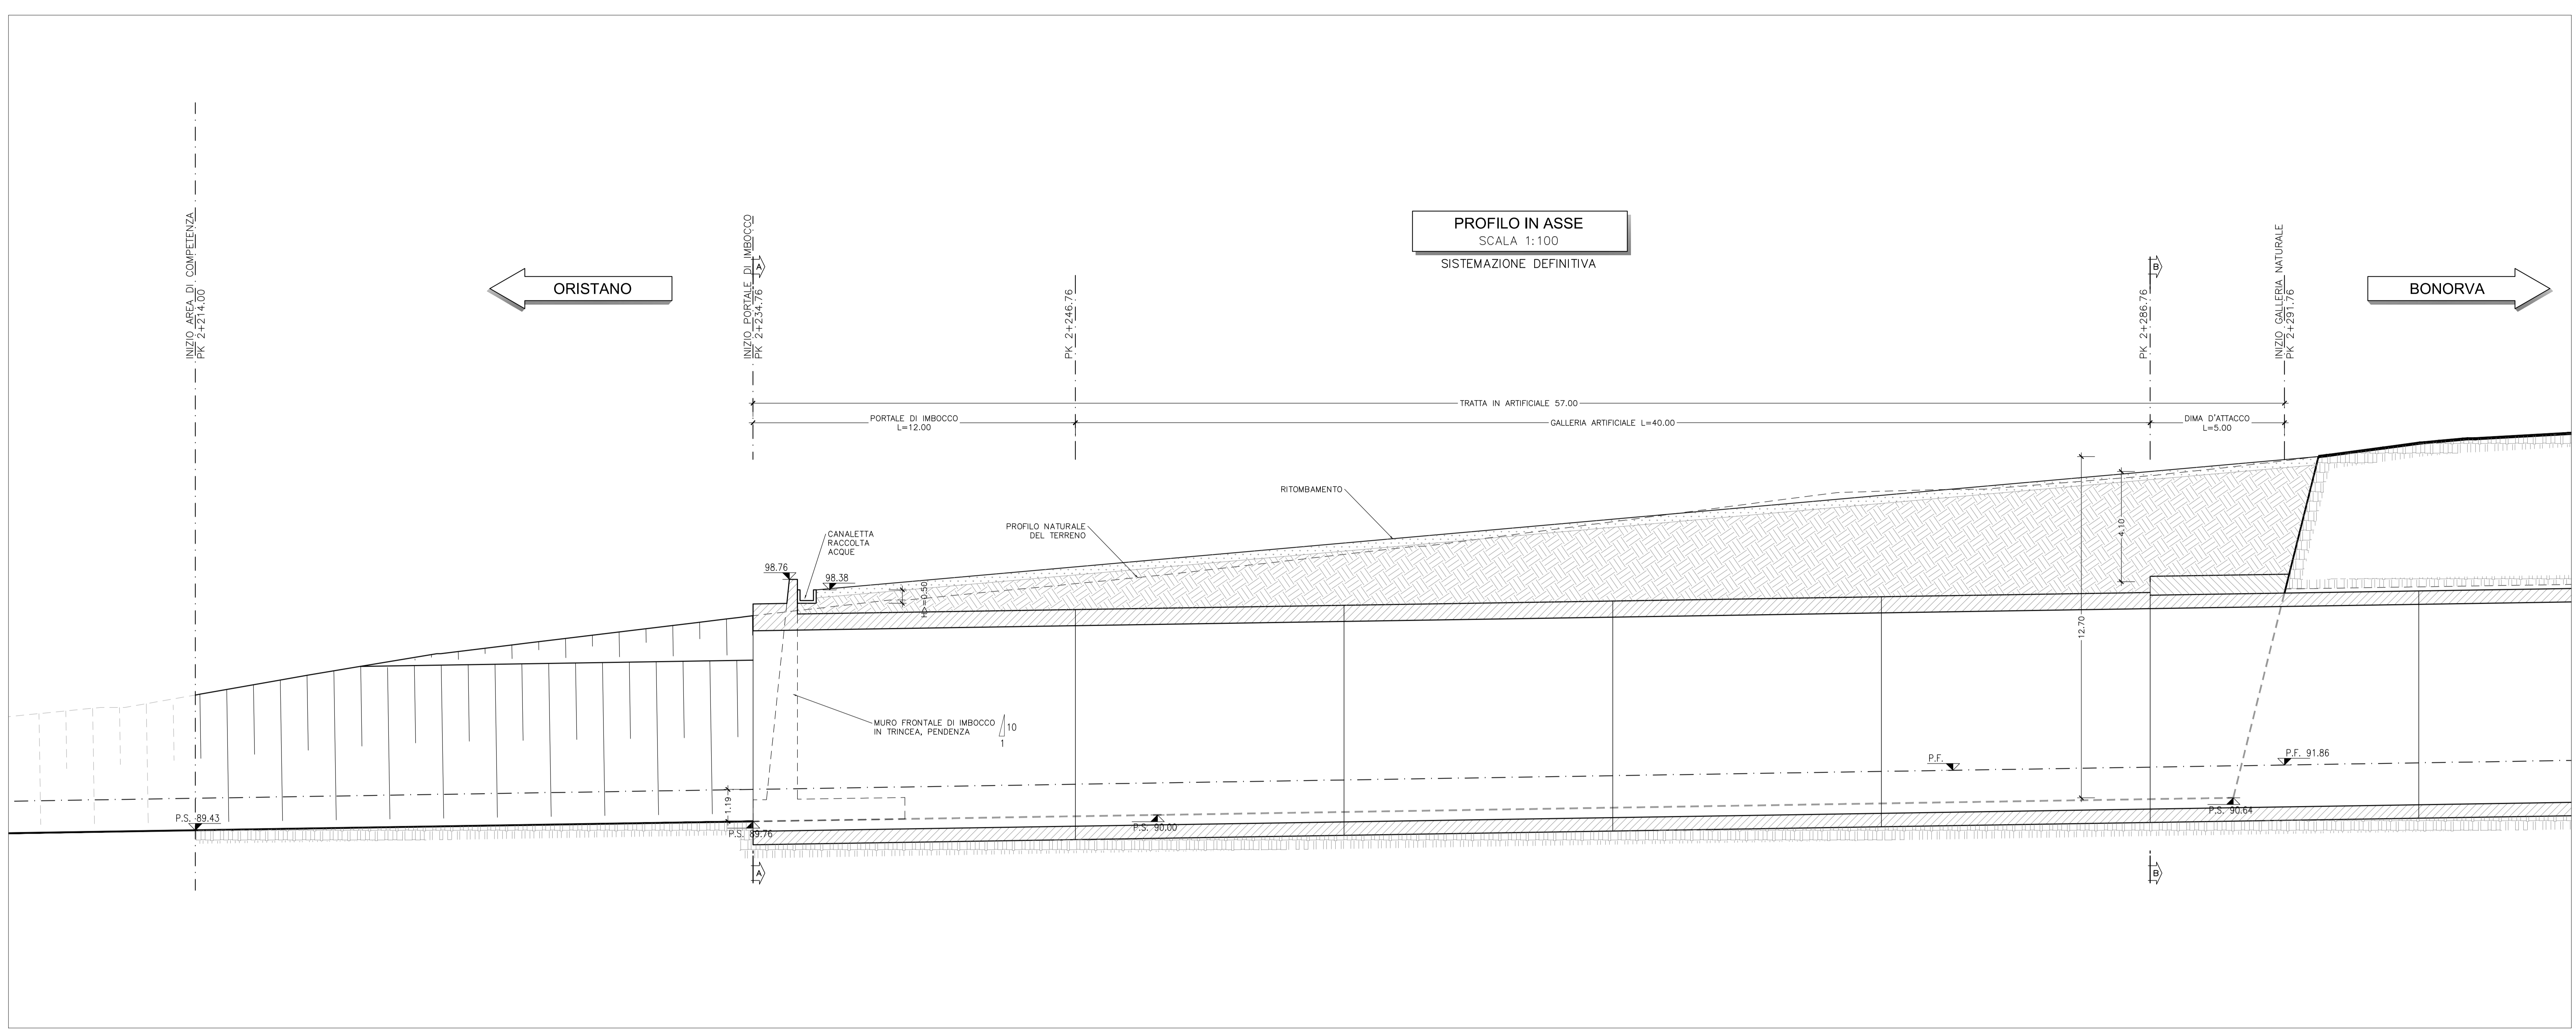 PROFILO IN ASSE
SCALA 1:100
SISTEMAZIONE DEFINITIVA
ORISTANO
BONORVA
INIZIO AREA DI COMPETENZA
PK 2+214.00
INIZIO PORTALE DI IMBOCCO
PK 2+234.76
A
PK 2+246.76
PK 2+286.76
B
INIZIO GALLERIA NATURALE
PK 2+291.76
TRATTA IN ARTIFICIALE 57.00
PORTALE DI IMBOCCO
L=12.00
GALLERIA ARTIFICIALE L=40.00
DIMA D'ATTACCO
L=5.00
RITOMBAMENTO
PROFILO NATURALE
DEL TERRENO
CANALETTA
RACCOLTA
ACQUE
98.76
98.38
H>=0.50
4.10
12.70
MURO FRONTALE DI IMBOCCO
IN TRINCEA, PENDENZA
10
1
P.F.
P.F. 91.86
1.19
P.S. 89.43
P.S. 89.76
P.S. 90.00
P.S. 90.64
A
B